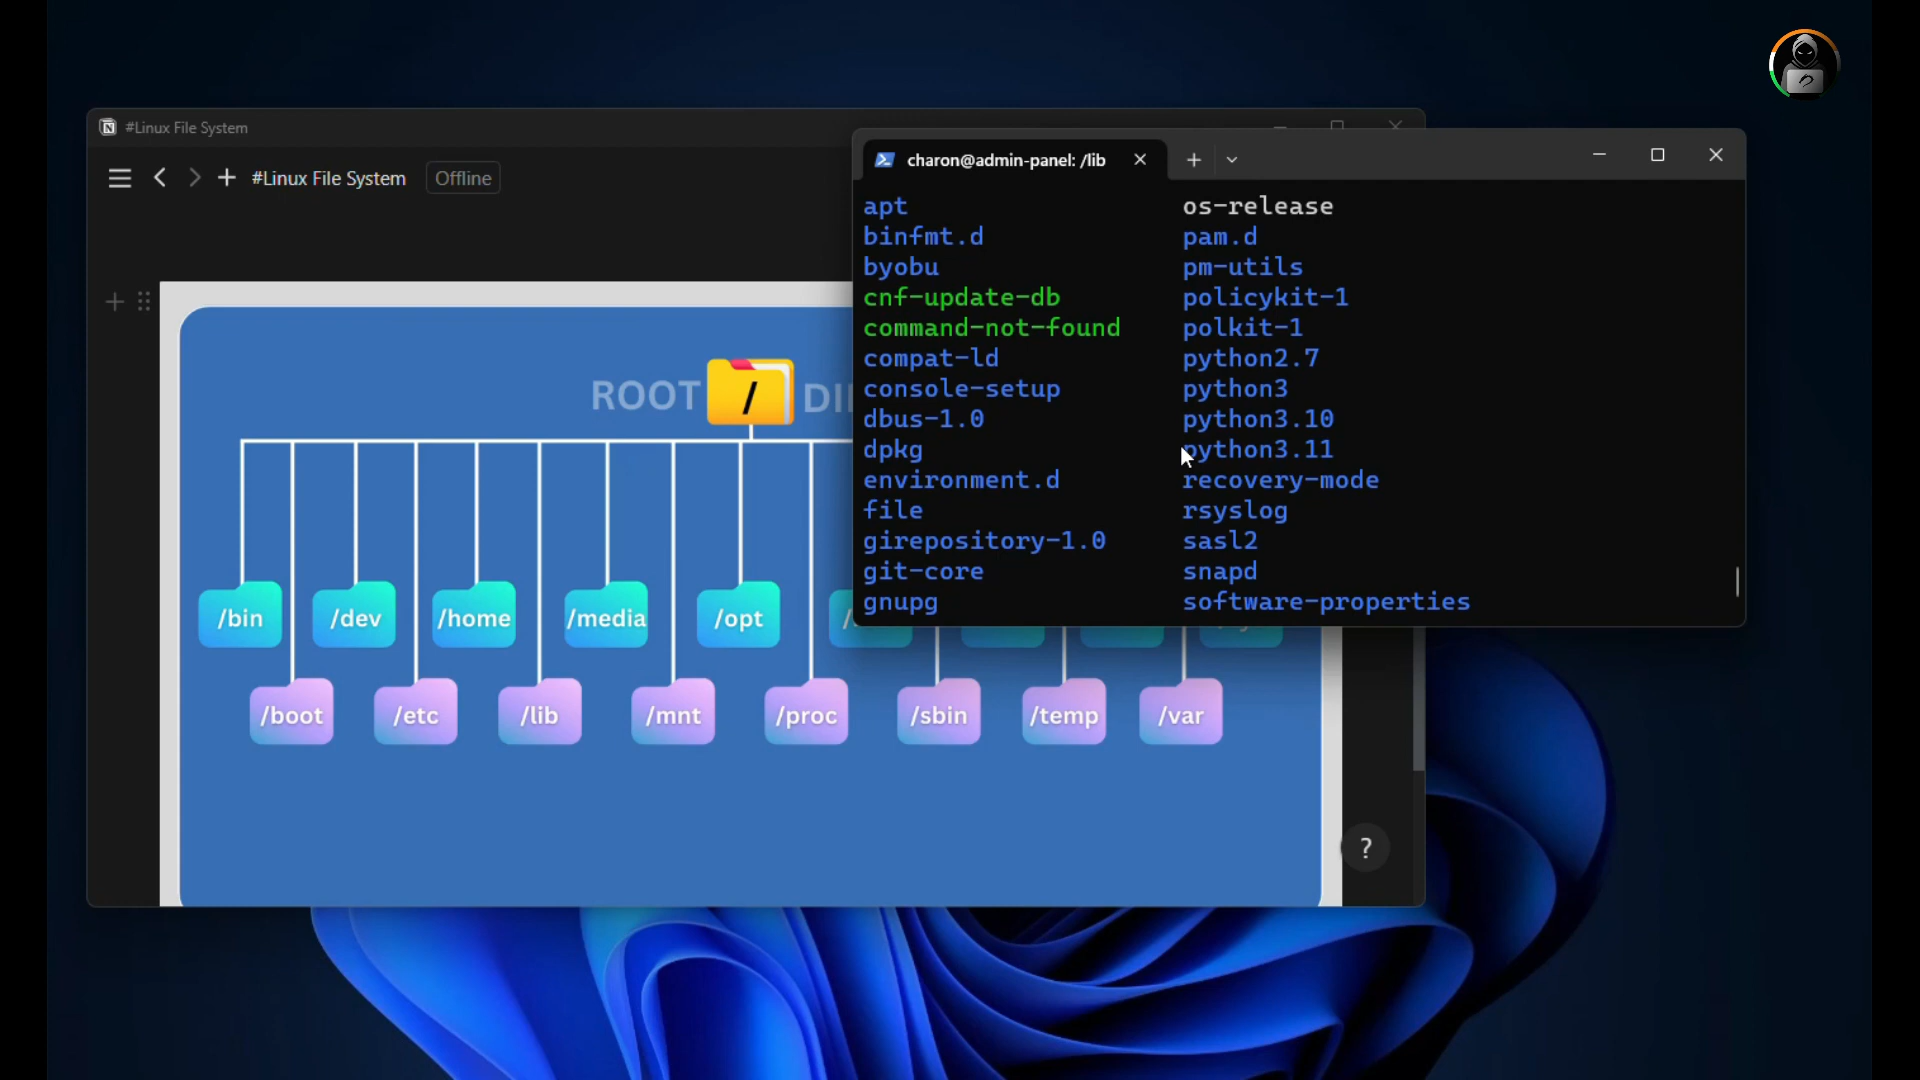 #Linux File System
#Linux File System Offline
charon@admin-panel: /lib
apt os-release
binfmt.d pam.d
byobu pm-utils
cnf-update-db policykit-1
command-not-found polkit-1
compat-ld python2.7
console-setup python3
dbus-1.0 python3.10
dpkg python3.11
environment.d recovery-mode
file rsyslog
girepository-1.0 sasl2
git-core snapd
gnupg software-properties
ROOT / DI
/bin /dev /home /media /opt
/boot /etc /lib /mnt /proc /sbin /temp /var
?